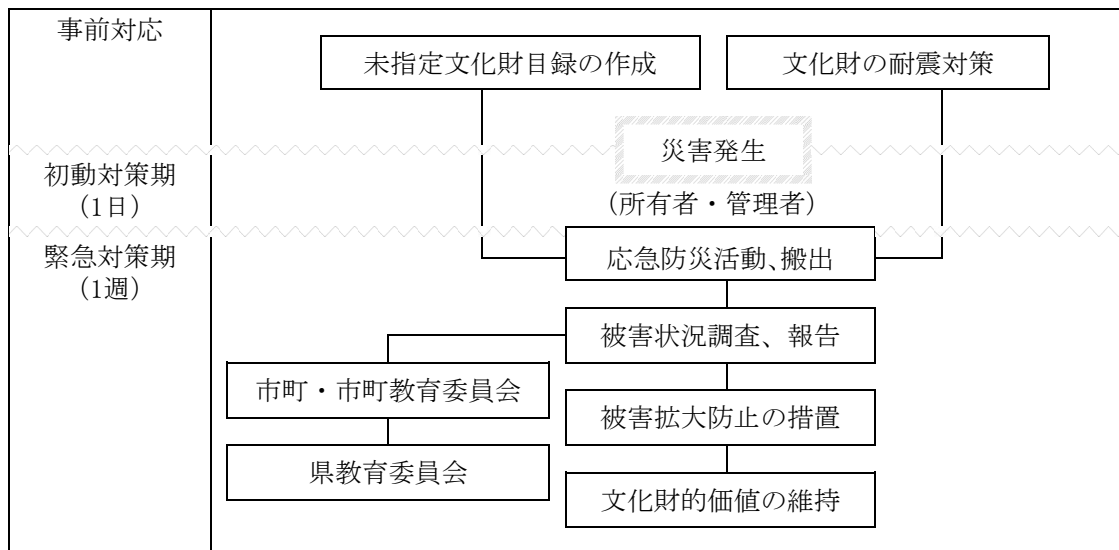 事前対応
未指定文化財目録の作成
文化財の耐震対策
災害発生
初動対策期
（1日）
（所有者・管理者）
緊急対策期
（1週）
応急防災活動、搬出
被害状況調査、報告
市町・市町教育委員会
被害拡大防止の措置
県教育委員会
文化財的価値の維持